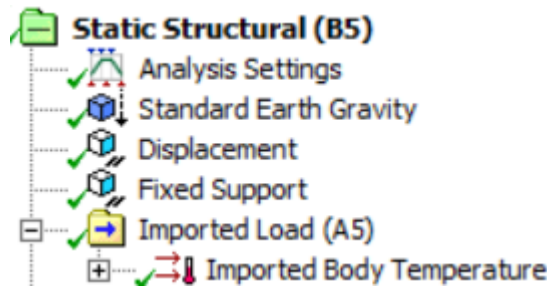 Static Structural (B5)
Analysis Settings
Standard Earth Gravity
Displacement
Fixed Support
Imported Load (A5)
Imported Body Temperature